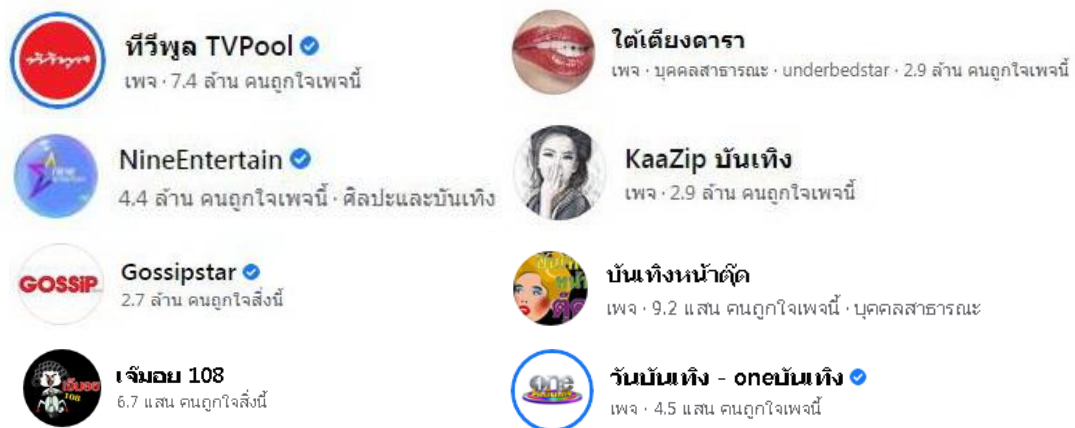 ทีวีพูล TVPool
เพจ · 7.4 ล้าน คนถูกใจเพจนี้
NineEntertain
4.4 ล้าน คนถูกใจเพจนี้ · ศิลปะและบันเทิง
GOSSiP
Gossipstar
2.7 ล้าน คนถูกใจสิ่งนี้
เจ๊มอย
108
เจ๊มอย 108
6.7 แสน คนถูกใจสิ่งนี้
ใต้เตียงดารา
เพจ · บุคคลสาธารณะ · underbedstar · 2.9 ล้าน คนถูกใจเพจนี้
KaaZip บันเทิง
เพจ · 2.9 ล้าน คนถูกใจเพจนี้
บันเทิงหน้าตุ๊ด
เพจ · 9.2 แสน คนถูกใจเพจนี้ · บุคคลสาธารณะ
one
วันบันเทิง - oneบันเทิง
เพจ · 4.5 แสน คนถูกใจเพจนี้